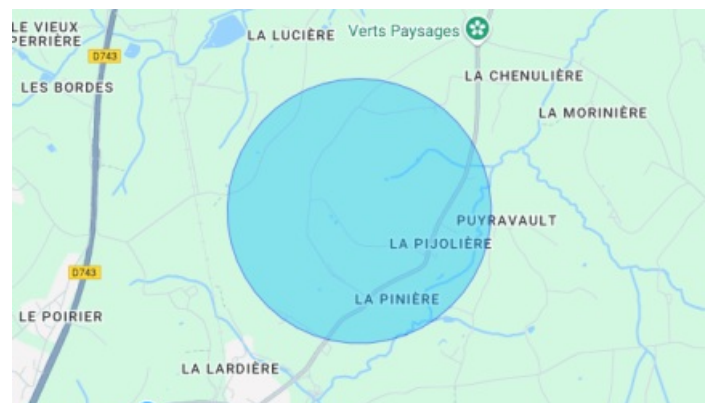 LE VIEUX
PERRIÈRE
LA LUCIÈRE
Verts Paysages
D743
LES BORDES
LA CHENULIÈRE
LA MORINIÈRE
PUYRAVAULT
LA PIJOLIÈRE
D743
LA PINIÈRE
LE POIRIER
LA LARDIÈRE